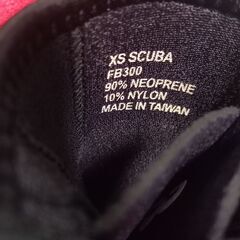 XS SCUBA
FB300
90% NEOPRENE
10% NYLON
MADE IN TAIWAN